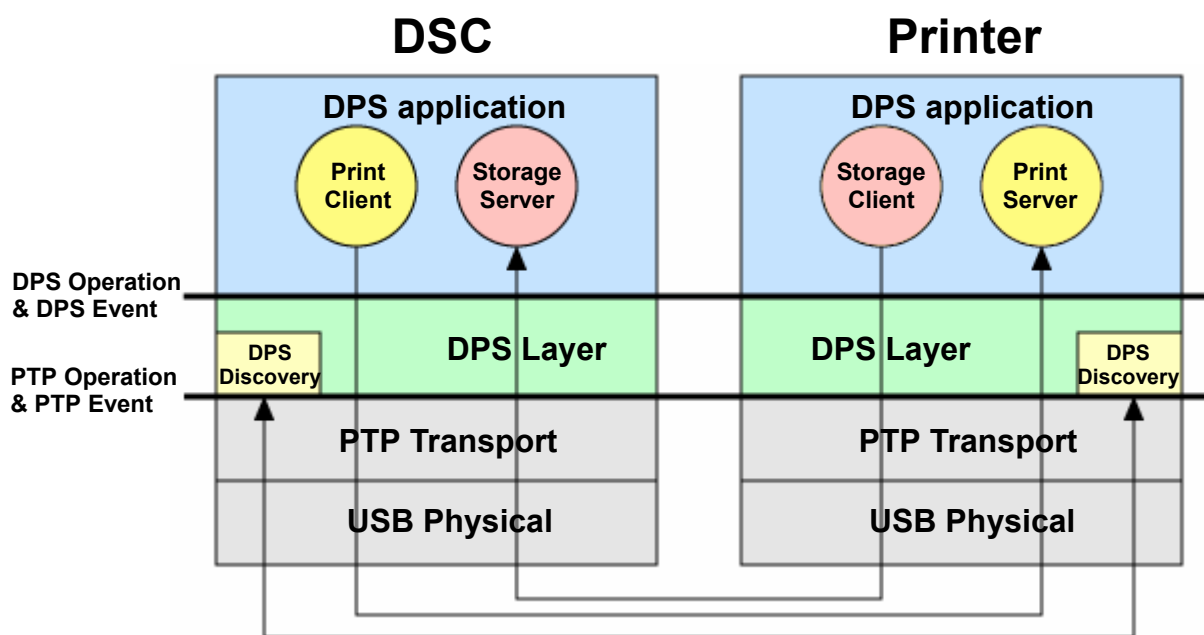 DSC
Printer
DPS application
DPS application
Print
Client
Storage
Server
Storage
Client
Print
Server
DPS Operation
& DPS Event
DPS Layer
DPS Layer
DPS
Discovery
DPS
Discovery
PTP Operation
& PTP Event
PTP Transport
PTP Transport
USB Physical
USB Physical